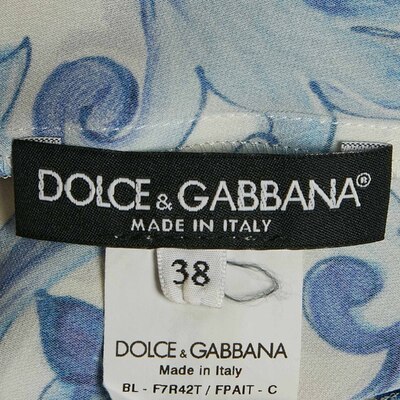 DOLCE & GABBANA®
MADE IN ITALY
38
DOLCE & GABBANA
Made in Italy
BL - F7R42T / FPAIT - C